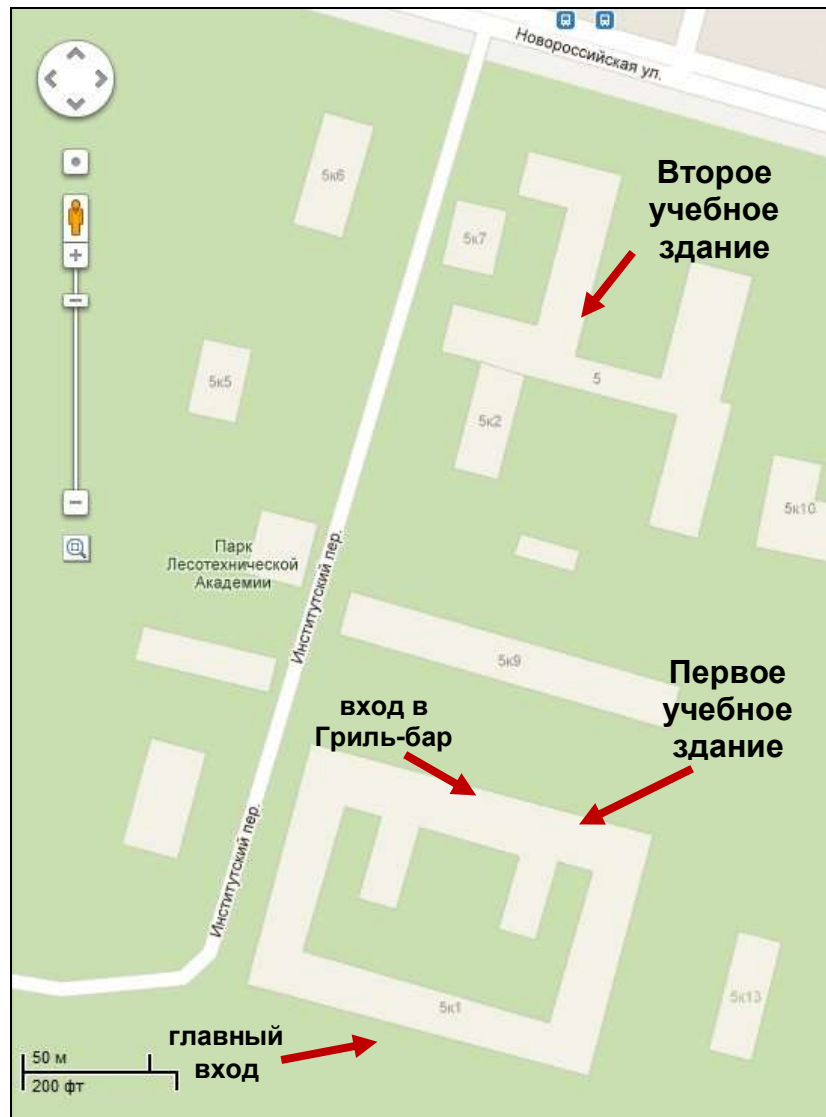 Новороссийская ул.
Второе
учебное
здание
5к6
5к7
5
5к5
5к2
5к10
Парк
Лесотехнической
Академии
Институтский пер.
5к9
Первое
учебное
здание
вход в
Гриль-бар
Институтский пер.
5к1
5к13
главный
вход
50 м
200 фт